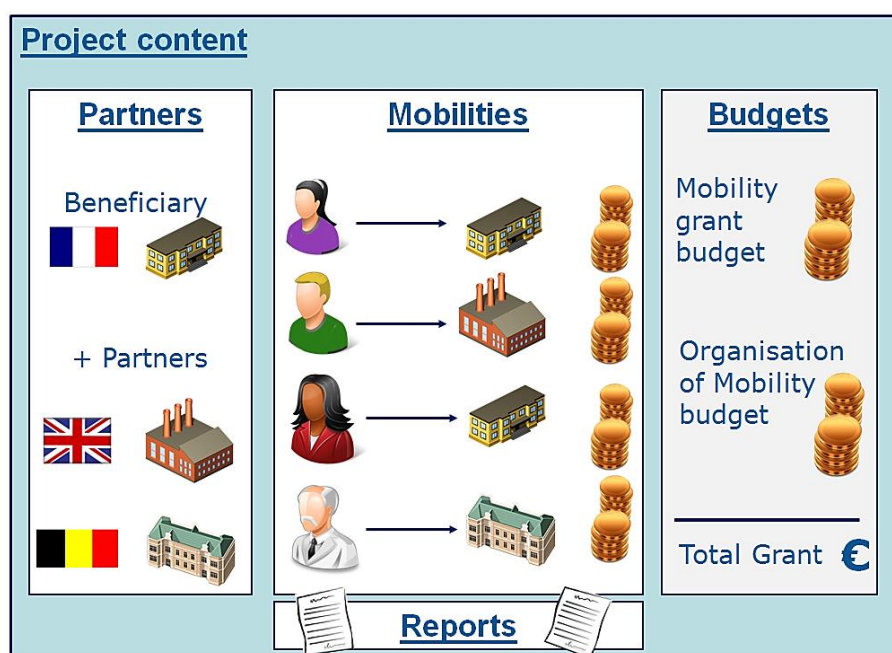 Project content
Partners
Beneficiary
+ Partners
Mobilities
Reports
Budgets
Mobility
grant
budget
Organisation
of Mobility
budget
Total Grant €